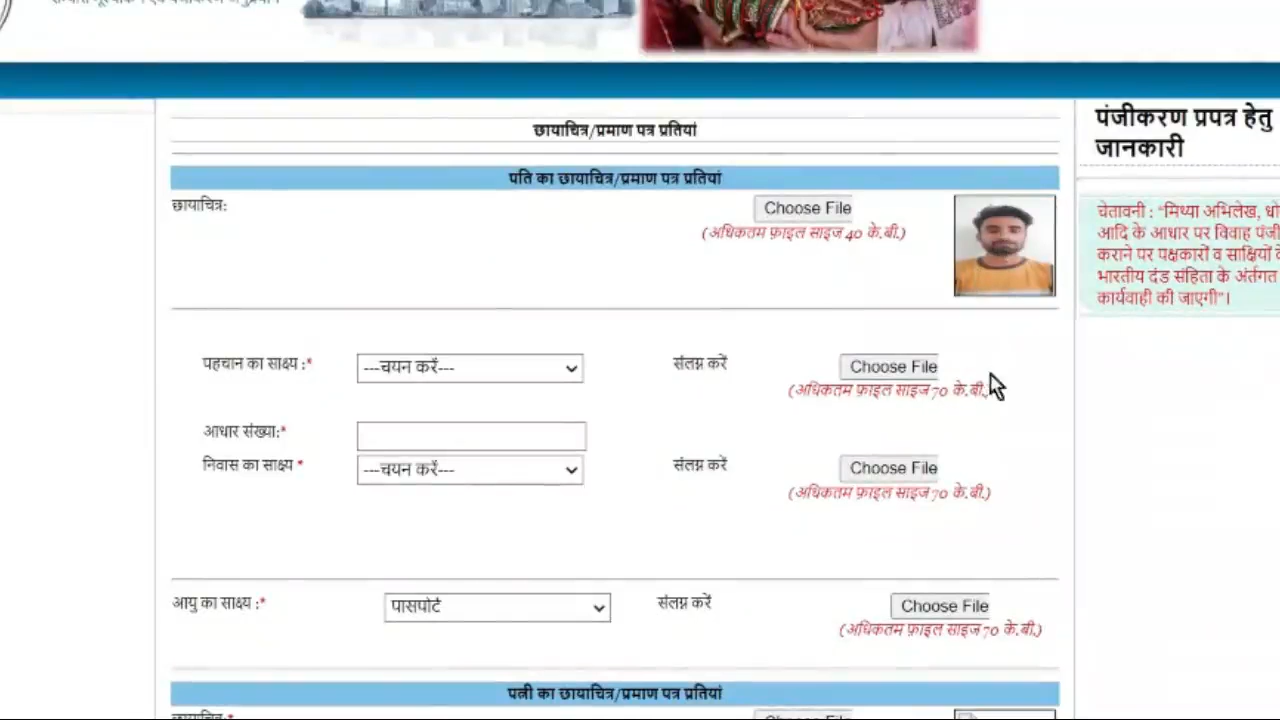 छायाचित्र/प्रमाण पत्र प्रतियां
पति का छायाचित्र/प्रमाण पत्र प्रतियां
छायाचित्र:
Choose File
(अधिकतम फ़ाइल साइज 40 के.बी.)
पहचान का साक्ष्य :*
---चयन करें---
संलग्न करें
Choose File
(अधिकतम फ़ाइल साइज 70 के.बी.)
आधार संख्या:*
निवास का साक्ष्य *
---चयन करें---
संलग्न करें
Choose File
(अधिकतम फ़ाइल साइज 70 के.बी.)
आयु का साक्ष्य :*
पासपोर्ट
संलग्न करें
Choose File
(अधिकतम फ़ाइल साइज 70 के.बी.)
पत्नी का छायाचित्र/प्रमाण पत्र प्रतियां
छायाचित्र:*
Choose File
पंजीकरण प्रपत्र हेतु
जानकारी
चेतावनी : "मिथ्या अभिलेख,
आदि के आधार पर विवाह
कराने पर पक्षकारों व साक्षियों
भारतीय दंड संहिता के अंतर्गत
कार्यवाही की जाएगी"।